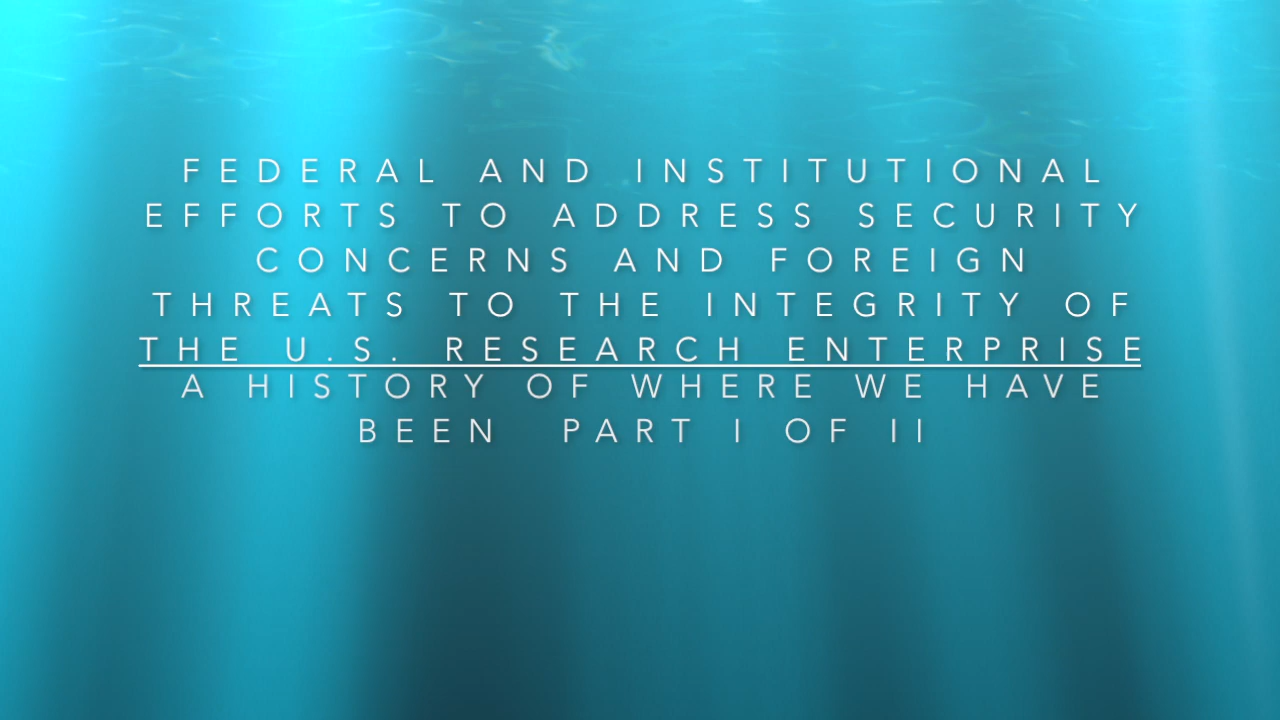 FEDERAL AND INSTITUTIONAL
EFFORTS TO ADDRESS SECURITY
CONCERNS AND FOREIGN
THREATS TO THE INTEGRITY OF
THE U.S. RESEARCH ENTERPRISE
A HISTORY OF WHERE WE HAVE
BEEN PART I OF II